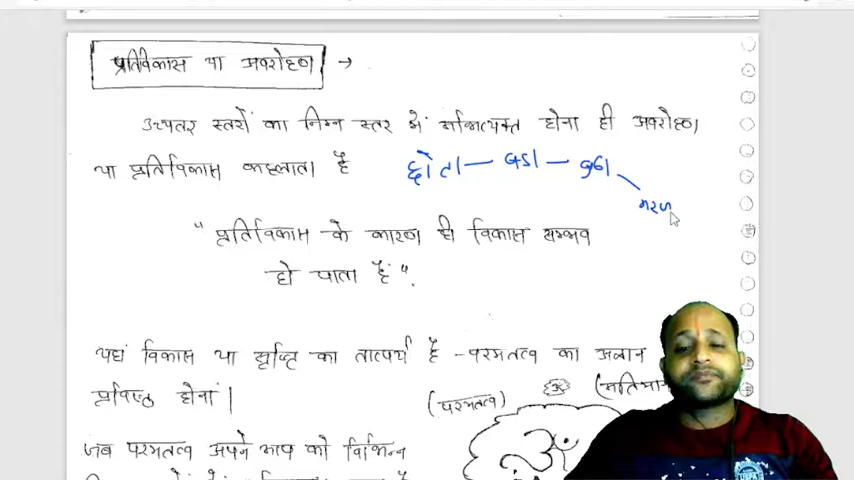 प्रतिविकास या अवरोहण →
उच्चतर स्तरों का निम्न स्तर में अभिव्यक्त होना ही अवरोहण
या प्रतिविकास कहलाता है
छोटा — बडा — बुढा
मरण
"प्रतिविकास के कारण ही विकास सम्भव
हो पाता है".
यहां विकास या सृष्टि का तात्पर्य है - परमतत्व का अज्ञान
प्रविष्ठ होना|
(परमतत्व)
ॐ
जब परमतत्व अपने आप को विभिन्न